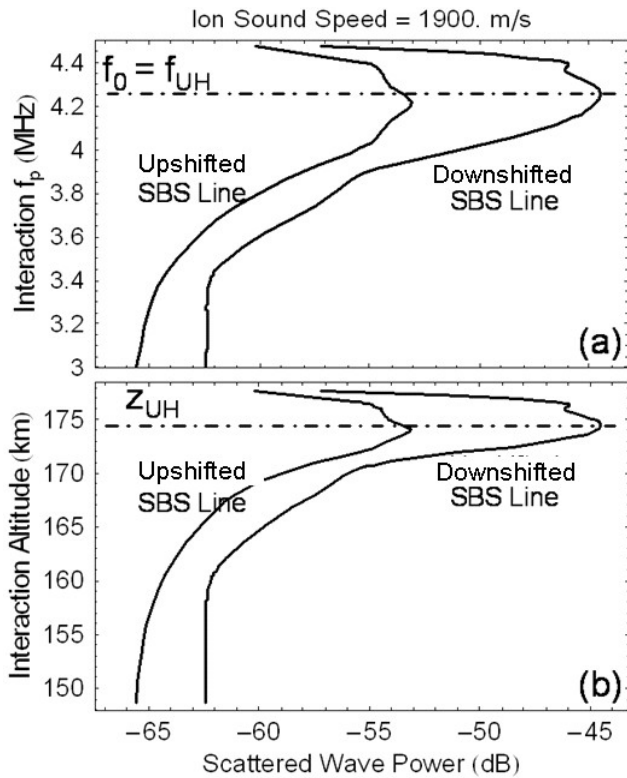 Ion Sound Speed = 1900. m/s
4.4
4.2
4
3.8
3.6
3.4
3.2
3
Interaction fp (MHz)
f0 = fUH
Upshifted
SBS Line
Downshifted
SBS Line
(a)
175
170
165
160
155
150
Interaction Altitude (km)
zUH
Upshifted
SBS Line
Downshifted
SBS Line
(b)
−65 −60 −55 −50 −45
Scattered Wave Power (dB)